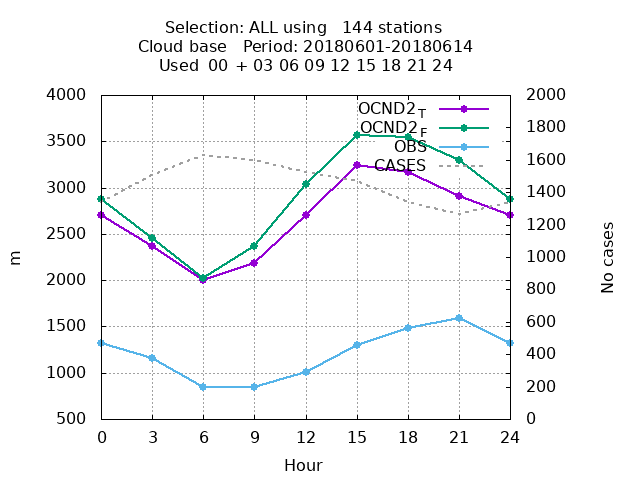 Selection: ALL using   144 stations
Cloud base   Period: 20180601-20180614
Used  00 + 03 06 09 12 15 18 21 24
4000
3500
3000
2500
2000
1500
1000
500
m
2000
1800
1600
1400
1200
1000
800
600
400
200
0
No cases
OCND2 T
OCND2 F
OBS
CASES
0 3 6 9 12 15 18 21 24
Hour